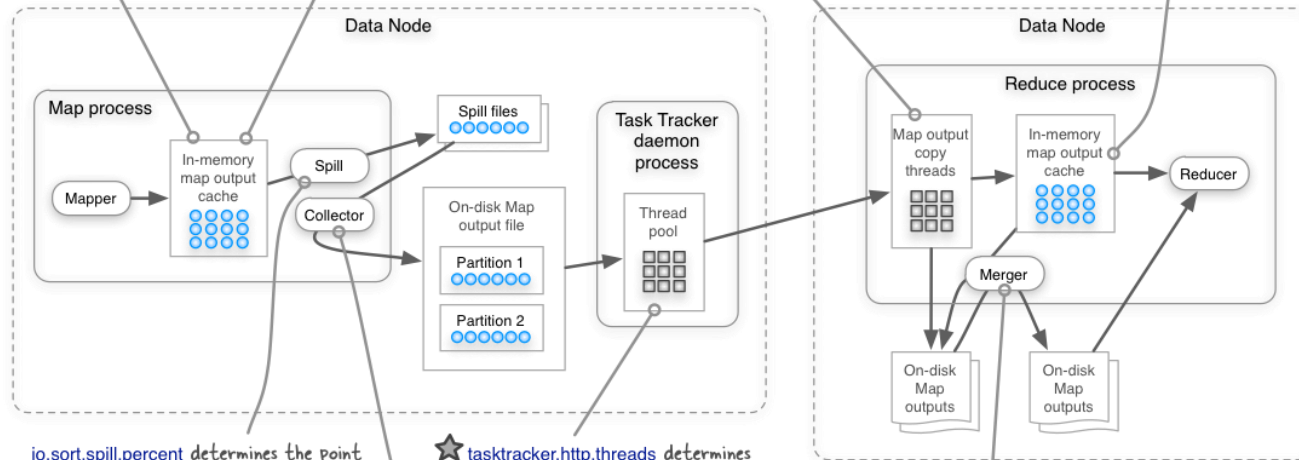 Data Node
Map process
Mapper
In-memory
map output
cache
Spill
Collector
Spill files
On-disk Map
output file
Partition 1
Partition 2
Task Tracker
daemon
process
Thread
pool
Data Node
Reduce process
Map output
copy
threads
In-memory
map output
cache
Reducer
Merger
On-disk
Map
outputs
On-disk
Map
outputs
io.sort.spill.percent determines the point
tasktracker.http.threads determines